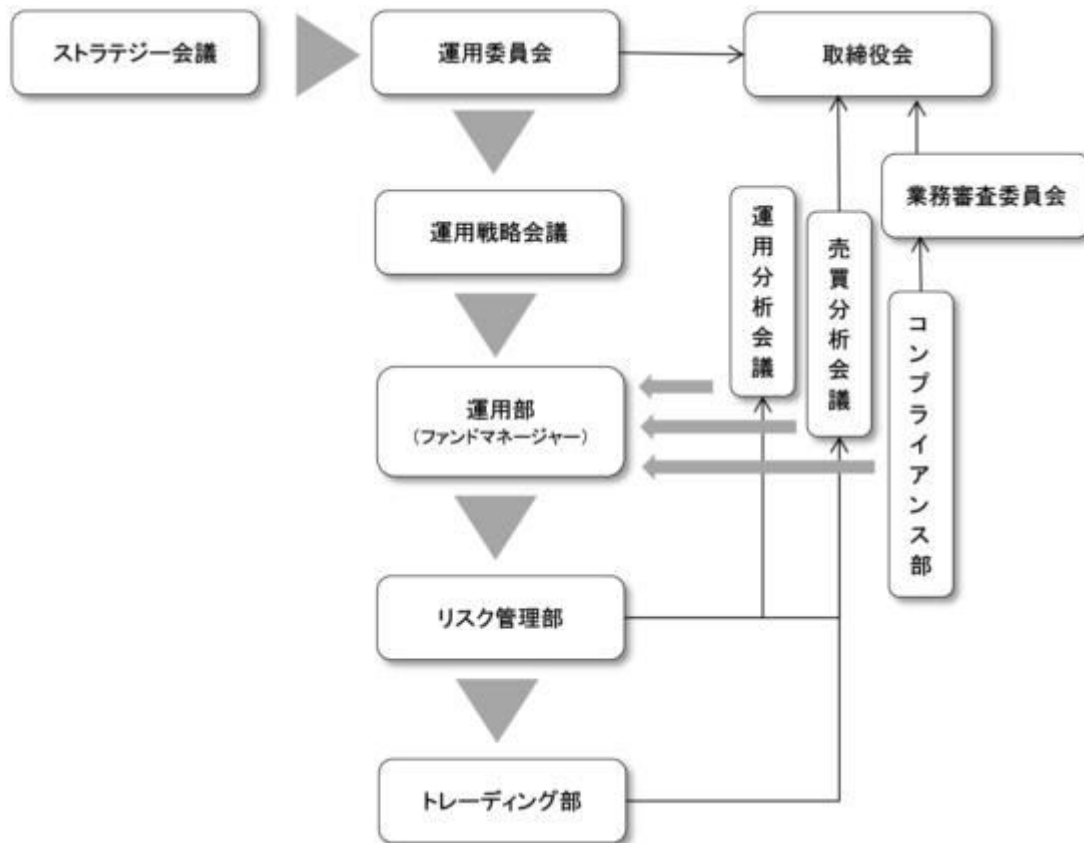 ストラテジー会議
運用委員会
取締役会
業務審査委員会
運用戦略会議
運用分析会議
売買分析会議
コンプライアンス部
運用部
（ファンドマネージャー）
リスク管理部
トレーディング部